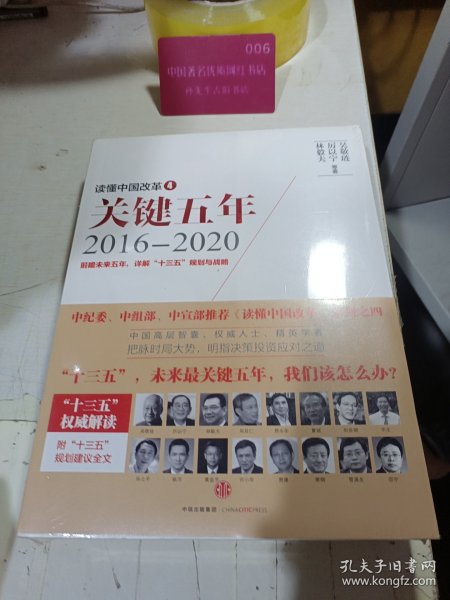 006
中国著名优质网红书店
孙先生古旧书店
吴敬琏
厉以宁 等著
林毅夫
读懂中国改革4
关键五年
2016—2020
前瞻未来五年，详解“十三五”规划与战略
中纪委、中组部、中宣部推荐《读懂中国改革
之四
中国高层智囊、权威人士、精英学者
把脉时局大势，明指决策投资应对之道
“十三五”，未来最关键五年，我们该怎么办？
“十三五”
权威解读
附“十三五”
规划建议全文
中信出版集团·CHINACITICPRESS
孔夫子旧书网
www.kongfz.com